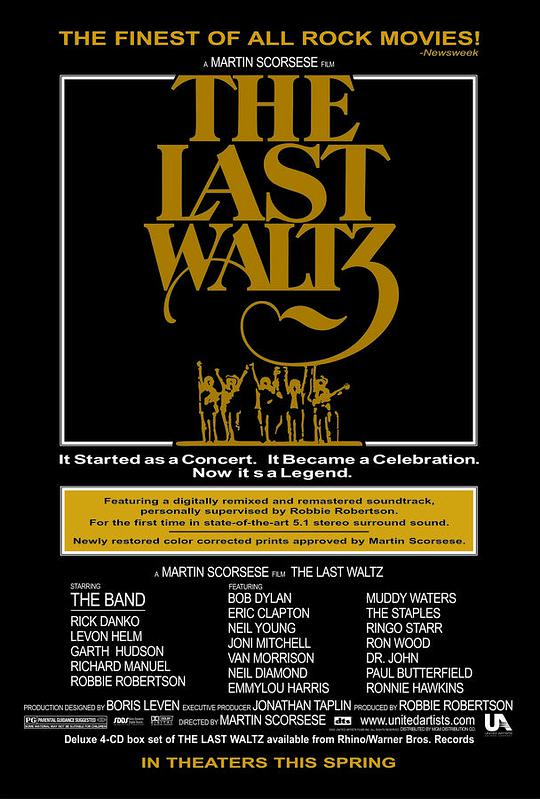 THE FINEST OF ALL ROCK MOVIES!
-Newsweek
A MARTIN SCORSESE FILM
THE
LAST
WALTZ
It Started as a Concert. It Became a Celebration.
Now it s a Legend.
Featuring a digitally remixed and remastered soundtrack,
personally supervised by Robbie Robertson.
For the first time in state-of-the-art 5.1 stereo surround sound.
Newly restored color corrected prints approved by Martin Scorsese.
A MARTIN SCORSESE FILM THE LAST WALTZ
STARRING
THE BAND
RICK DANKO
LEVON HELM
GARTH HUDSON
RICHARD MANUEL
ROBBIE ROBERTSON
FEATURING
BOB DYLAN
ERIC CLAPTON
NEIL YOUNG
JONI MITCHELL
VAN MORRISON
NEIL DIAMOND
EMMYLOU HARRIS
MUDDY WATERS
THE STAPLES
RINGO STARR
RON WOOD
DR. JOHN
PAUL BUTTERFIELD
RONNIE HAWKINS
PRODUCTION DESIGNED BY BORIS LEVEN EXECUTIVE PRODUCER JONATHAN TAPLIN PRODUCED BY ROBBIE ROBERTSON
PG PARENTAL GUIDANCE SUGGESTED DIRECTED BY MARTIN SCORSESE dts www.unitedartists.com UA
Deluxe 4-CD box set of THE LAST WALTZ available from Rhino/Warner Bros. Records
IN THEATERS THIS SPRING